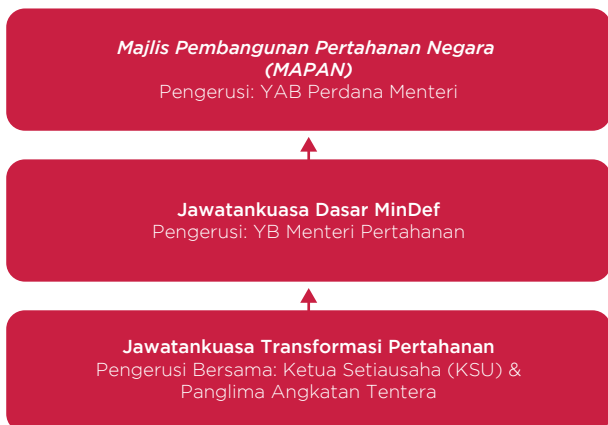 Majlis Pembangunan Pertahanan Negara
(MAPAN)
Pengerusi: YAB Perdana Menteri
Jawatankuasa Dasar MinDef
Pengerusi: YB Menteri Pertahanan
Jawatankuasa Transformasi Pertahanan
Pengerusi Bersama: Ketua Setiausaha (KSU) &
Panglima Angkatan Tentera